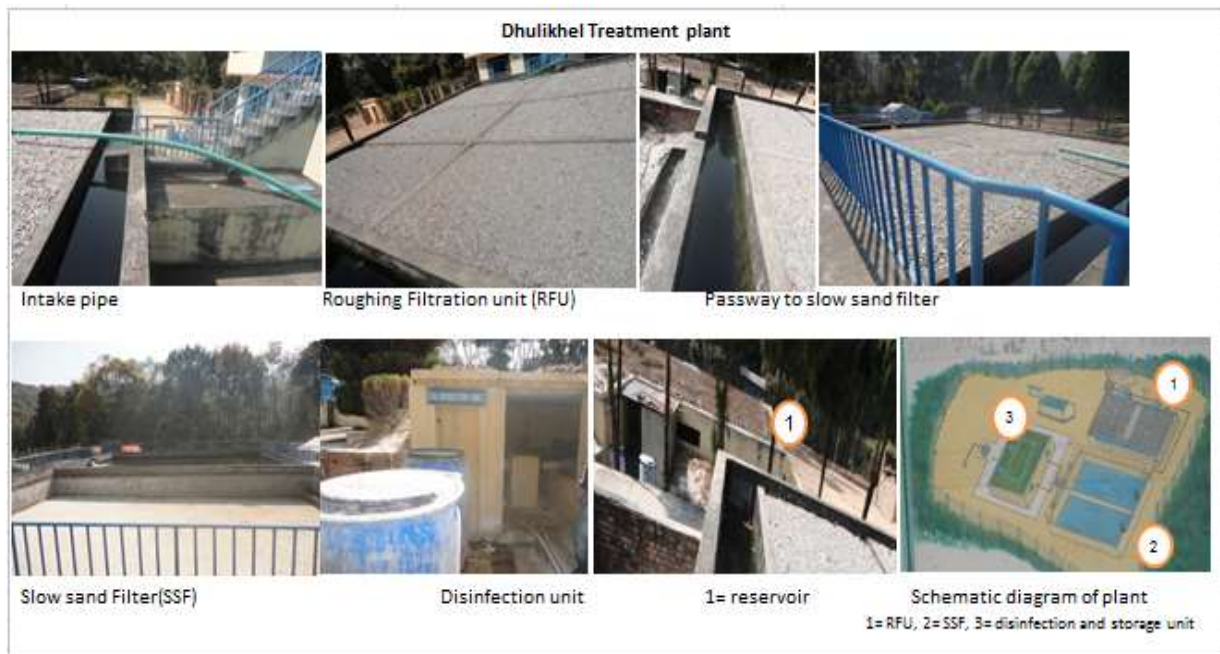 Dhulikhel Treatment plant
Intake pipe
Roughing Filtration unit (RFU)
Passway to slow sand filter
1
1
3
2
Slow sand Filter(SSF)
Disinfection unit
1= reservoir
Schematic diagram of plant
1= RFU, 2= SSF, 3= disinfection and storage unit